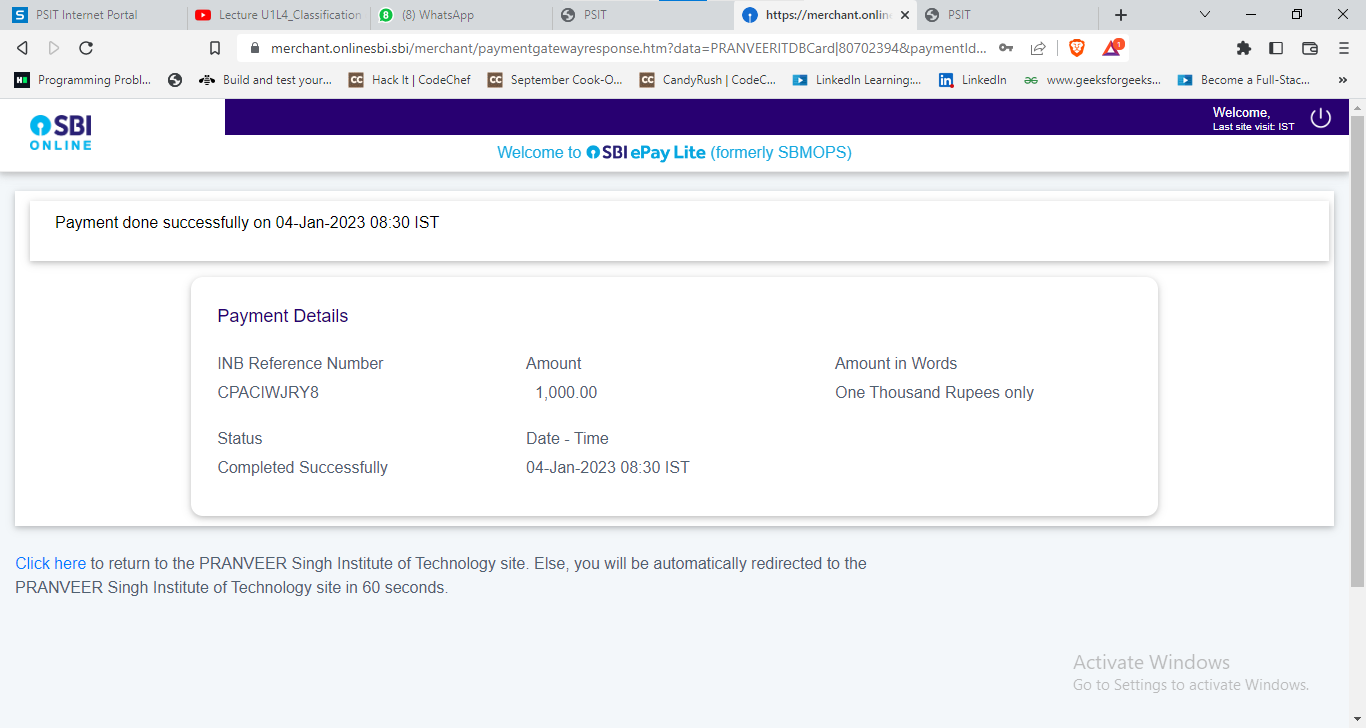 PSIT Internet Portal
Lecture U1L4_Classification
(8) WhatsApp
PSIT
https://merchant.onlin
PSIT
merchant.onlinesbi.sbi/merchant/paymentgatewayresponse.htm?data=PRANVEERITDBCard|80702394&paymentId...
Programming Probl...
Build and test your...
Hack It | CodeChef
September Cook-O...
CandyRush | CodeC...
LinkedIn Learning:...
LinkedIn
www.geeksforgeeks...
Become a Full-Stac...
SBI
ONLINE
Welcome,
Last site visit: IST
Welcome to SBI ePay Lite (formerly SBMOPS)
Payment done successfully on 04-Jan-2023 08:30 IST
Payment Details
INB Reference Number
Amount
Amount in Words
CPACIWJRY8
1,000.00
One Thousand Rupees only
Status
Date - Time
Completed Successfully
04-Jan-2023 08:30 IST
Click here to return to the PRANVEER Singh Institute of Technology site. Else, you will be automatically redirected to the
PRANVEER Singh Institute of Technology site in 60 seconds.
Activate Windows
Go to Settings to activate Windows.